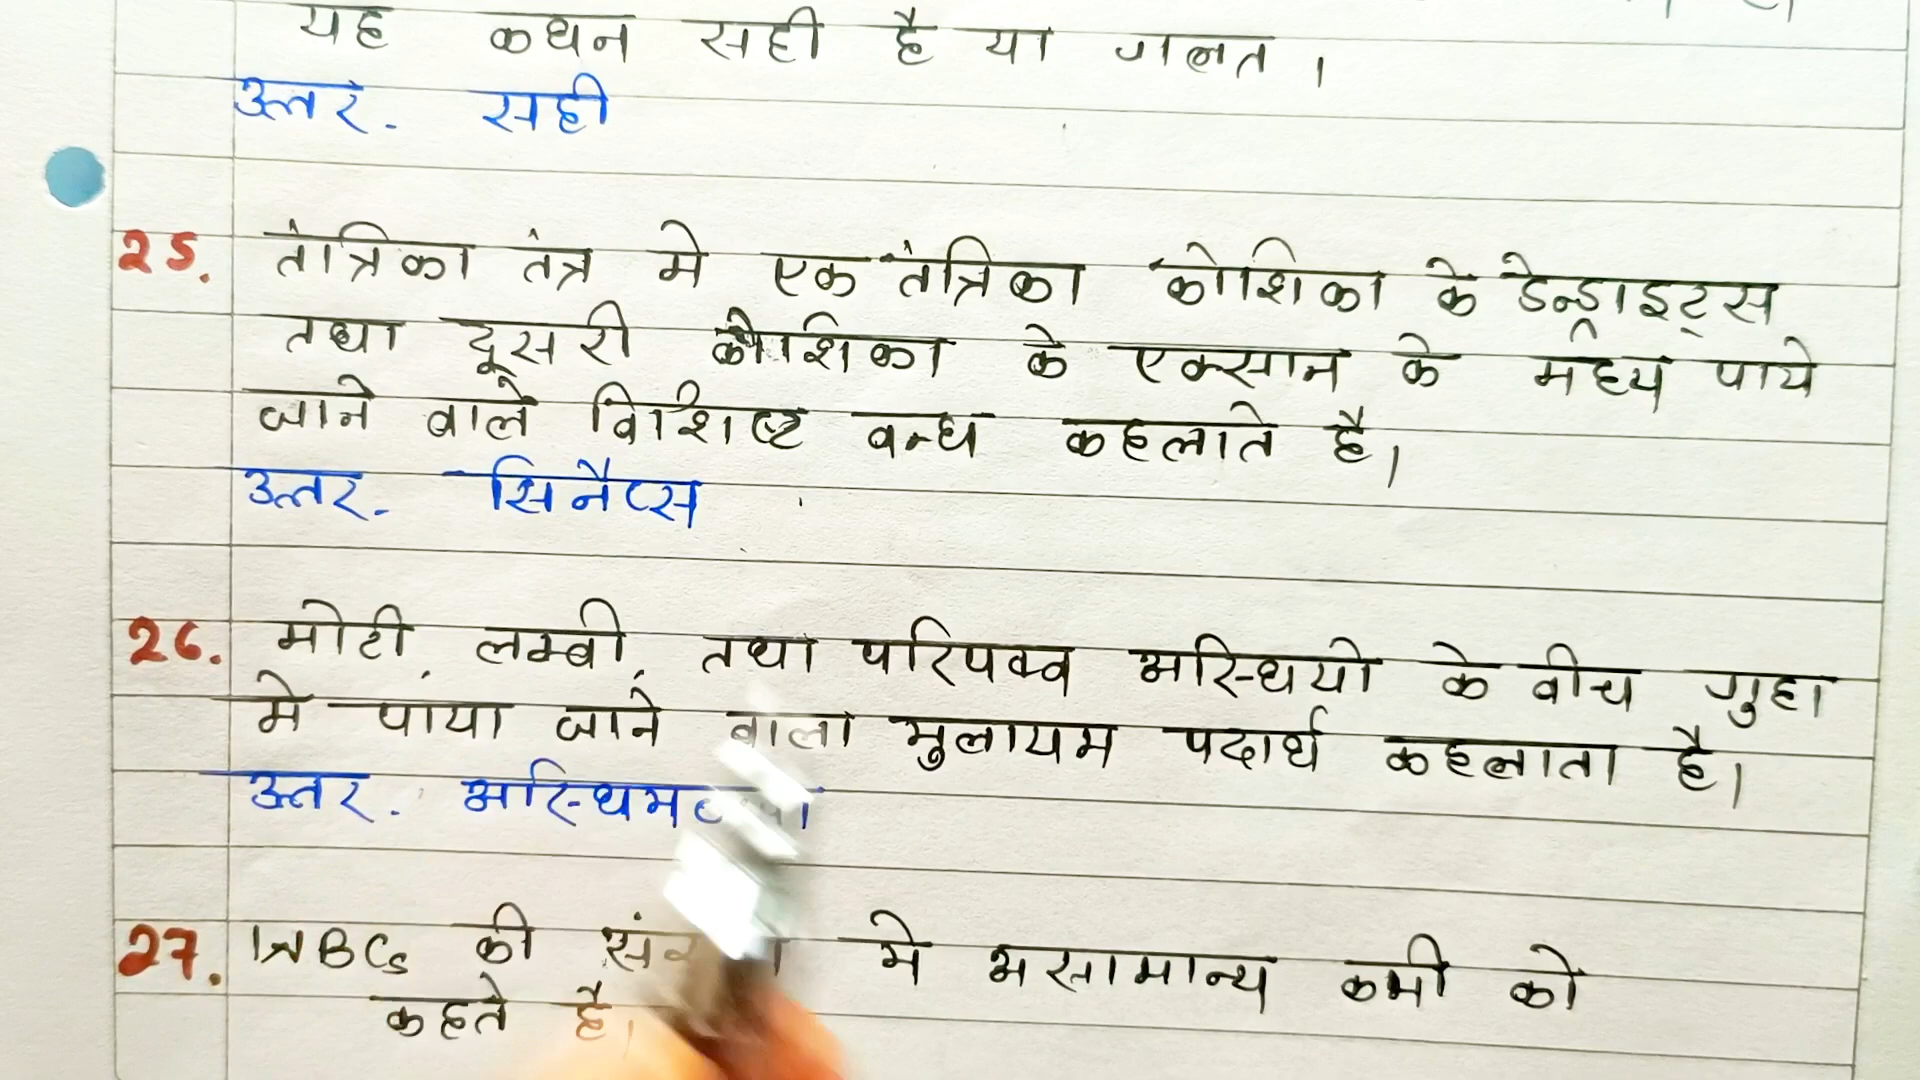 यह कथन सही है या गलत ।
उत्तर. सही
25. तंत्रिका तंत्र मे एक तंत्रिका कोशिका के डेन्ड्राइट्स
तथा दूसरी कोशिका के एक्सान के मध्य पाये
जाने वाले विशिष्ट बन्ध कहलाते है।
उत्तर. सिनैप्स
26. मोटी, लम्बी, तथा परिपक्व अस्थियो के बीच गुहा
मे पाया जाने वाला मुलायम पदार्थ कहलाता है।
उत्तर.
27. WBCs की मे असामान्य कमी को
कहते है।